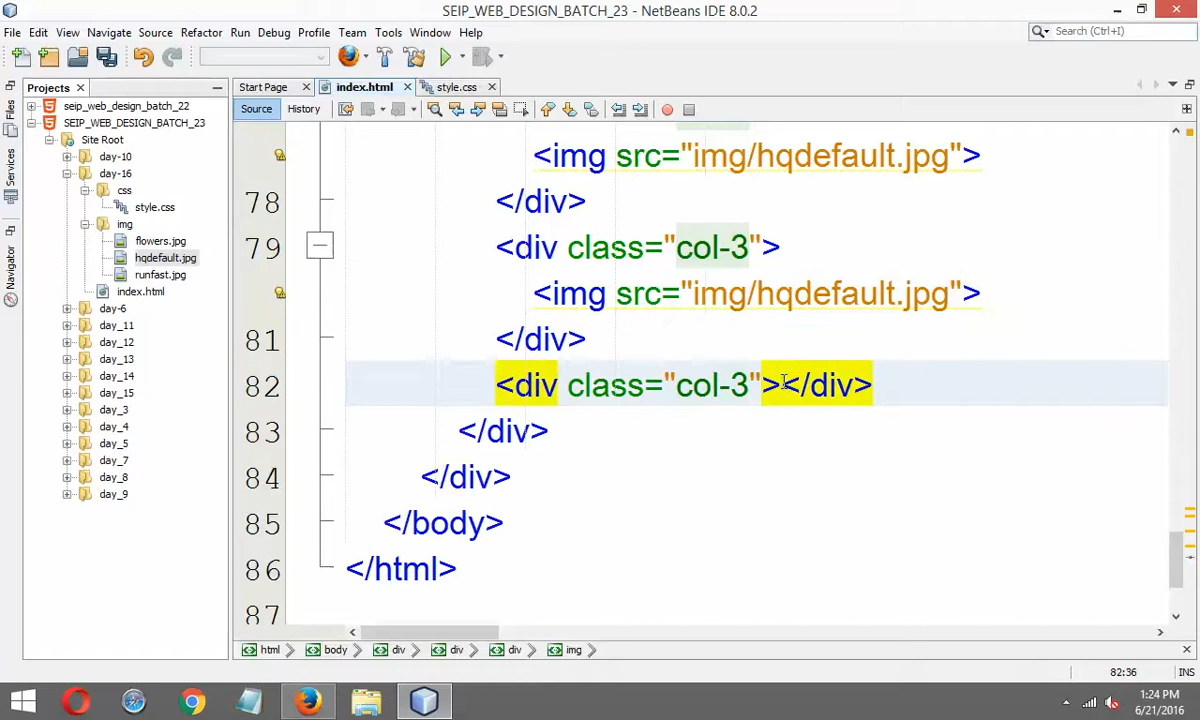 SEIP_WEB_DESIGN_BATCH_23 - NetBeans IDE 8.0.2
File Edit View Navigate Source Refactor Run Debug Profile Team Tools Window Help
Search (Ctrl+I)
Projects
Start Page
index.html
style.css
Source
History
Files
Services
Navigator
seip_web_design_batch_22
SEIP_WEB_DESIGN_BATCH_23
Site Root
day-10
day-16
css
style.css
img
flowers.jpg
hqdefault.jpg
runfast.jpg
index.html
day-6
day_11
day_12
day_13
day_14
day_15
day_3
day_4
day_5
day_7
day_8
day_9
<img src="img/hqdefault.jpg">
78 </div>
79 <div class="col-3">
<img src="img/hqdefault.jpg">
81 </div>
82 <div class="col-3"></div>
83 </div>
84 </div>
85 </body>
86 </html>
87
html body div div div img
82:36 INS
1:24 PM
6/21/2016